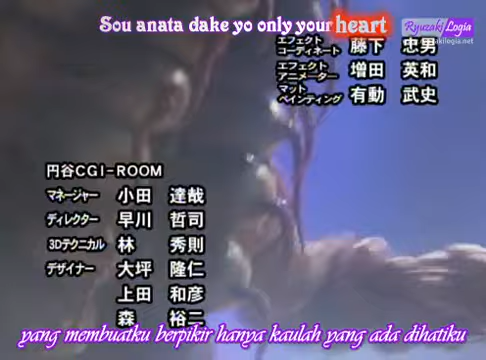 Sou anata dake yo only your heart
Ryuzaki Logia
ryuzakilogia.net
エフェクト
コーディネート 藤下 忠男
エフェクト
アニメーター 増田 英和
マット
ペインティング 有動 武史
円谷CGI-ROOM
マネージャー 小田 達哉
ディレクター 早川 哲司
3Dテクニカル 林 秀則
デザイナー 大坪 隆仁
上田 和彦
森 裕二
yang membuatku berpikir hanya kaulah yang ada dihatiku